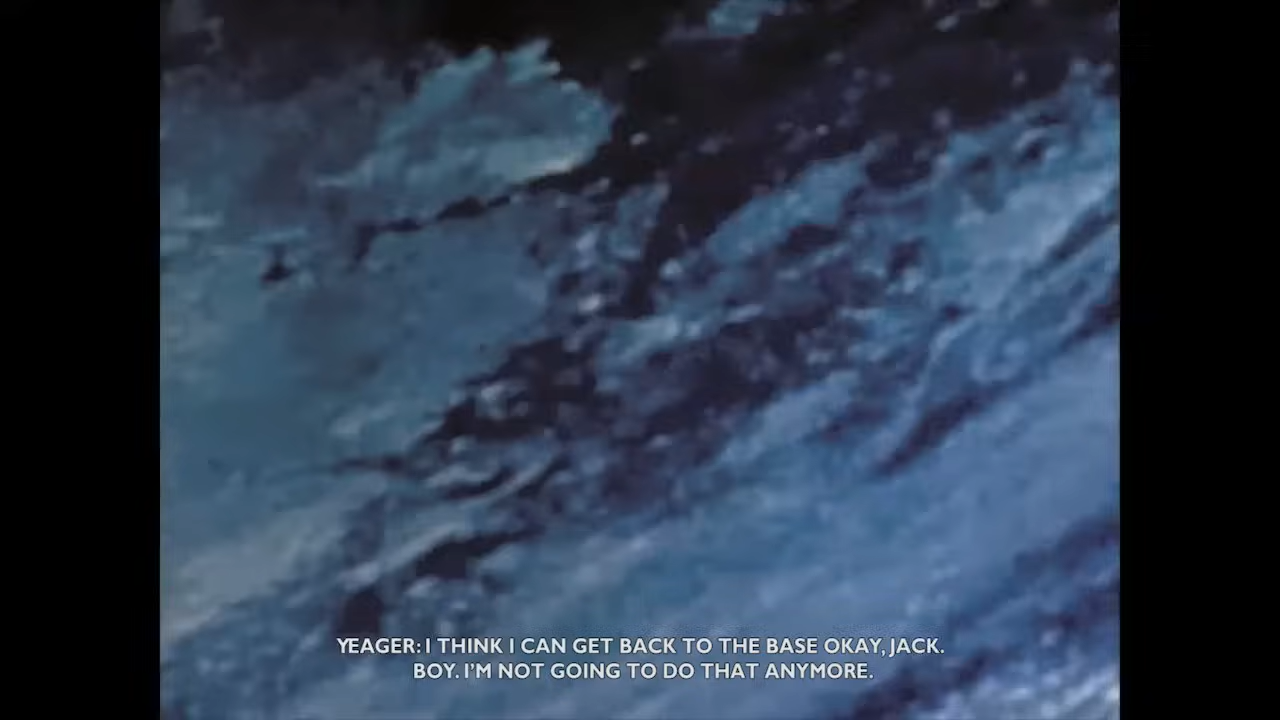 YEAGER: I THINK I CAN GET BACK TO THE BASE OKAY, JACK.
BOY. I'M NOT GOING TO DO THAT ANYMORE.